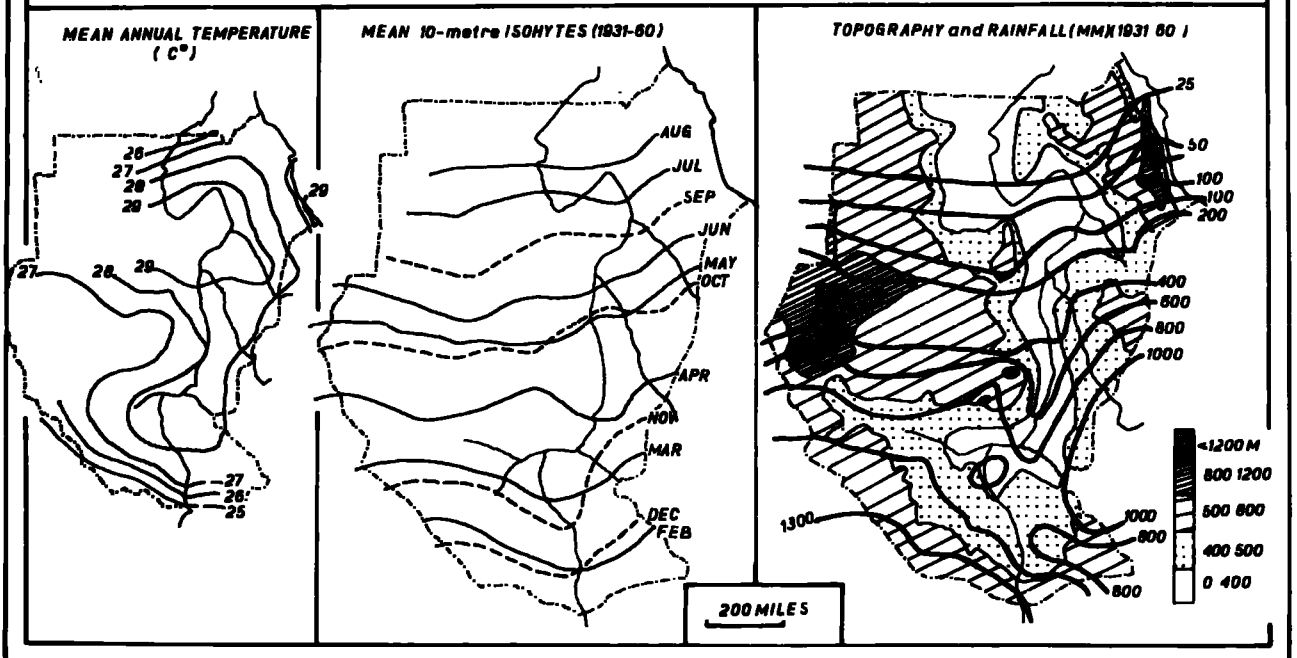 MEAN ANNUAL TEMPERATURE
( C°)
26
27
28
29
29
27
28
29
27
26
25
MEAN 10-metre ISOHYTES (1931-60)
AUG
JUL
SEP
JUN
MAY
OCT
APR
NOV
MAR
DEC
FEB
200 MILES
TOPOGRAPHY and RAINFALL(MM)(1931 60 )
25
50
100
100
200
400
600
800
1000
1300
1000
800
800
<1200 M
800 1200
500 800
400 500
0 400